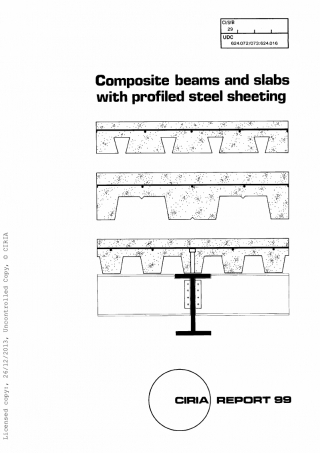 CI/SfB
29
UDC
624.072/073:624.016
Composite beams and slabs
with profiled steel sheeting
CIRIA REPORT 99
Licensed copy:, 26/12/2013, Uncontrolled Copy, © CIRIA